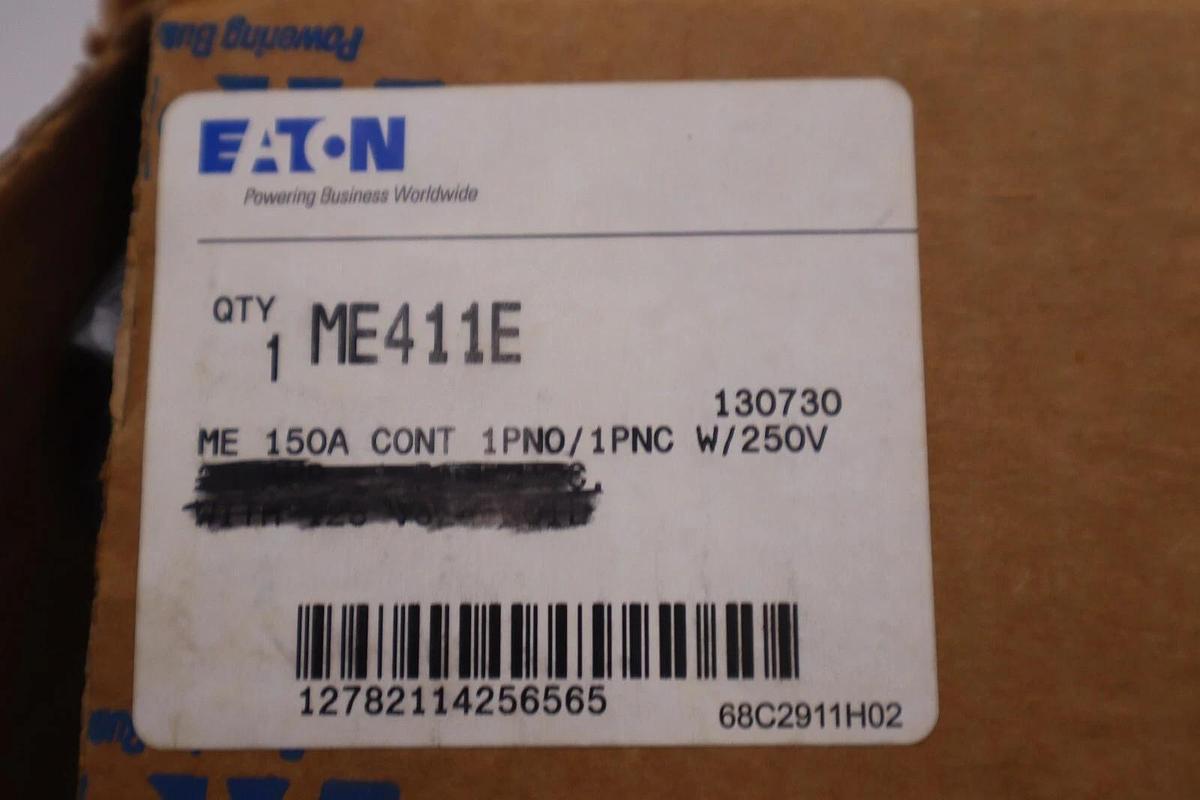 Powering Bus
EATON
Powering Business Worldwide
QTY
1 ME411E
130730
ME 150A CONT 1PNO/1PNC W/250V
12782114256565
68C2911H02